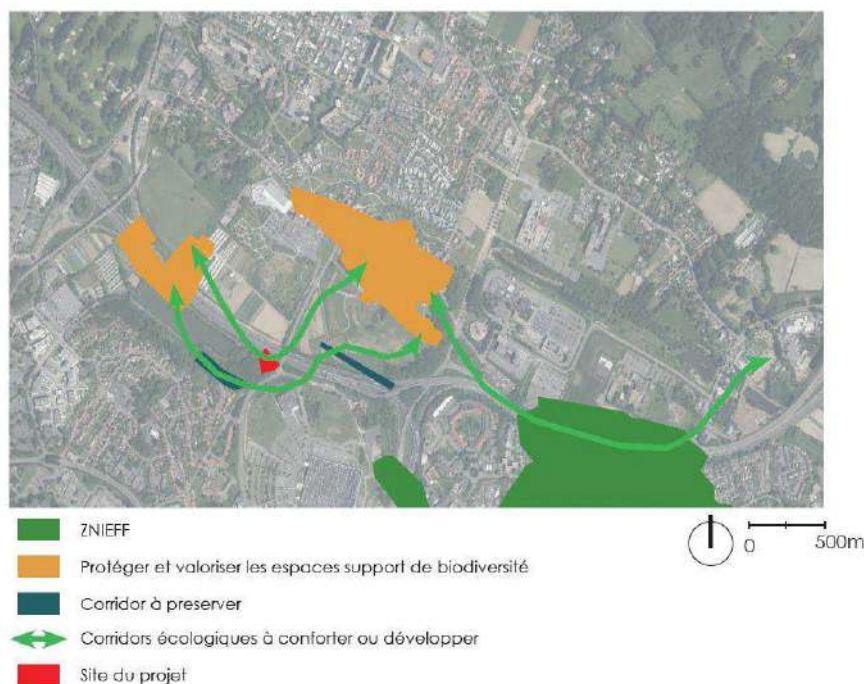 ZNIEFF
0 500m
Protéger et valoriser les espaces support de biodiversité
Corridor à preserver
Corridors écologiques à conforter ou développer
Site du projet